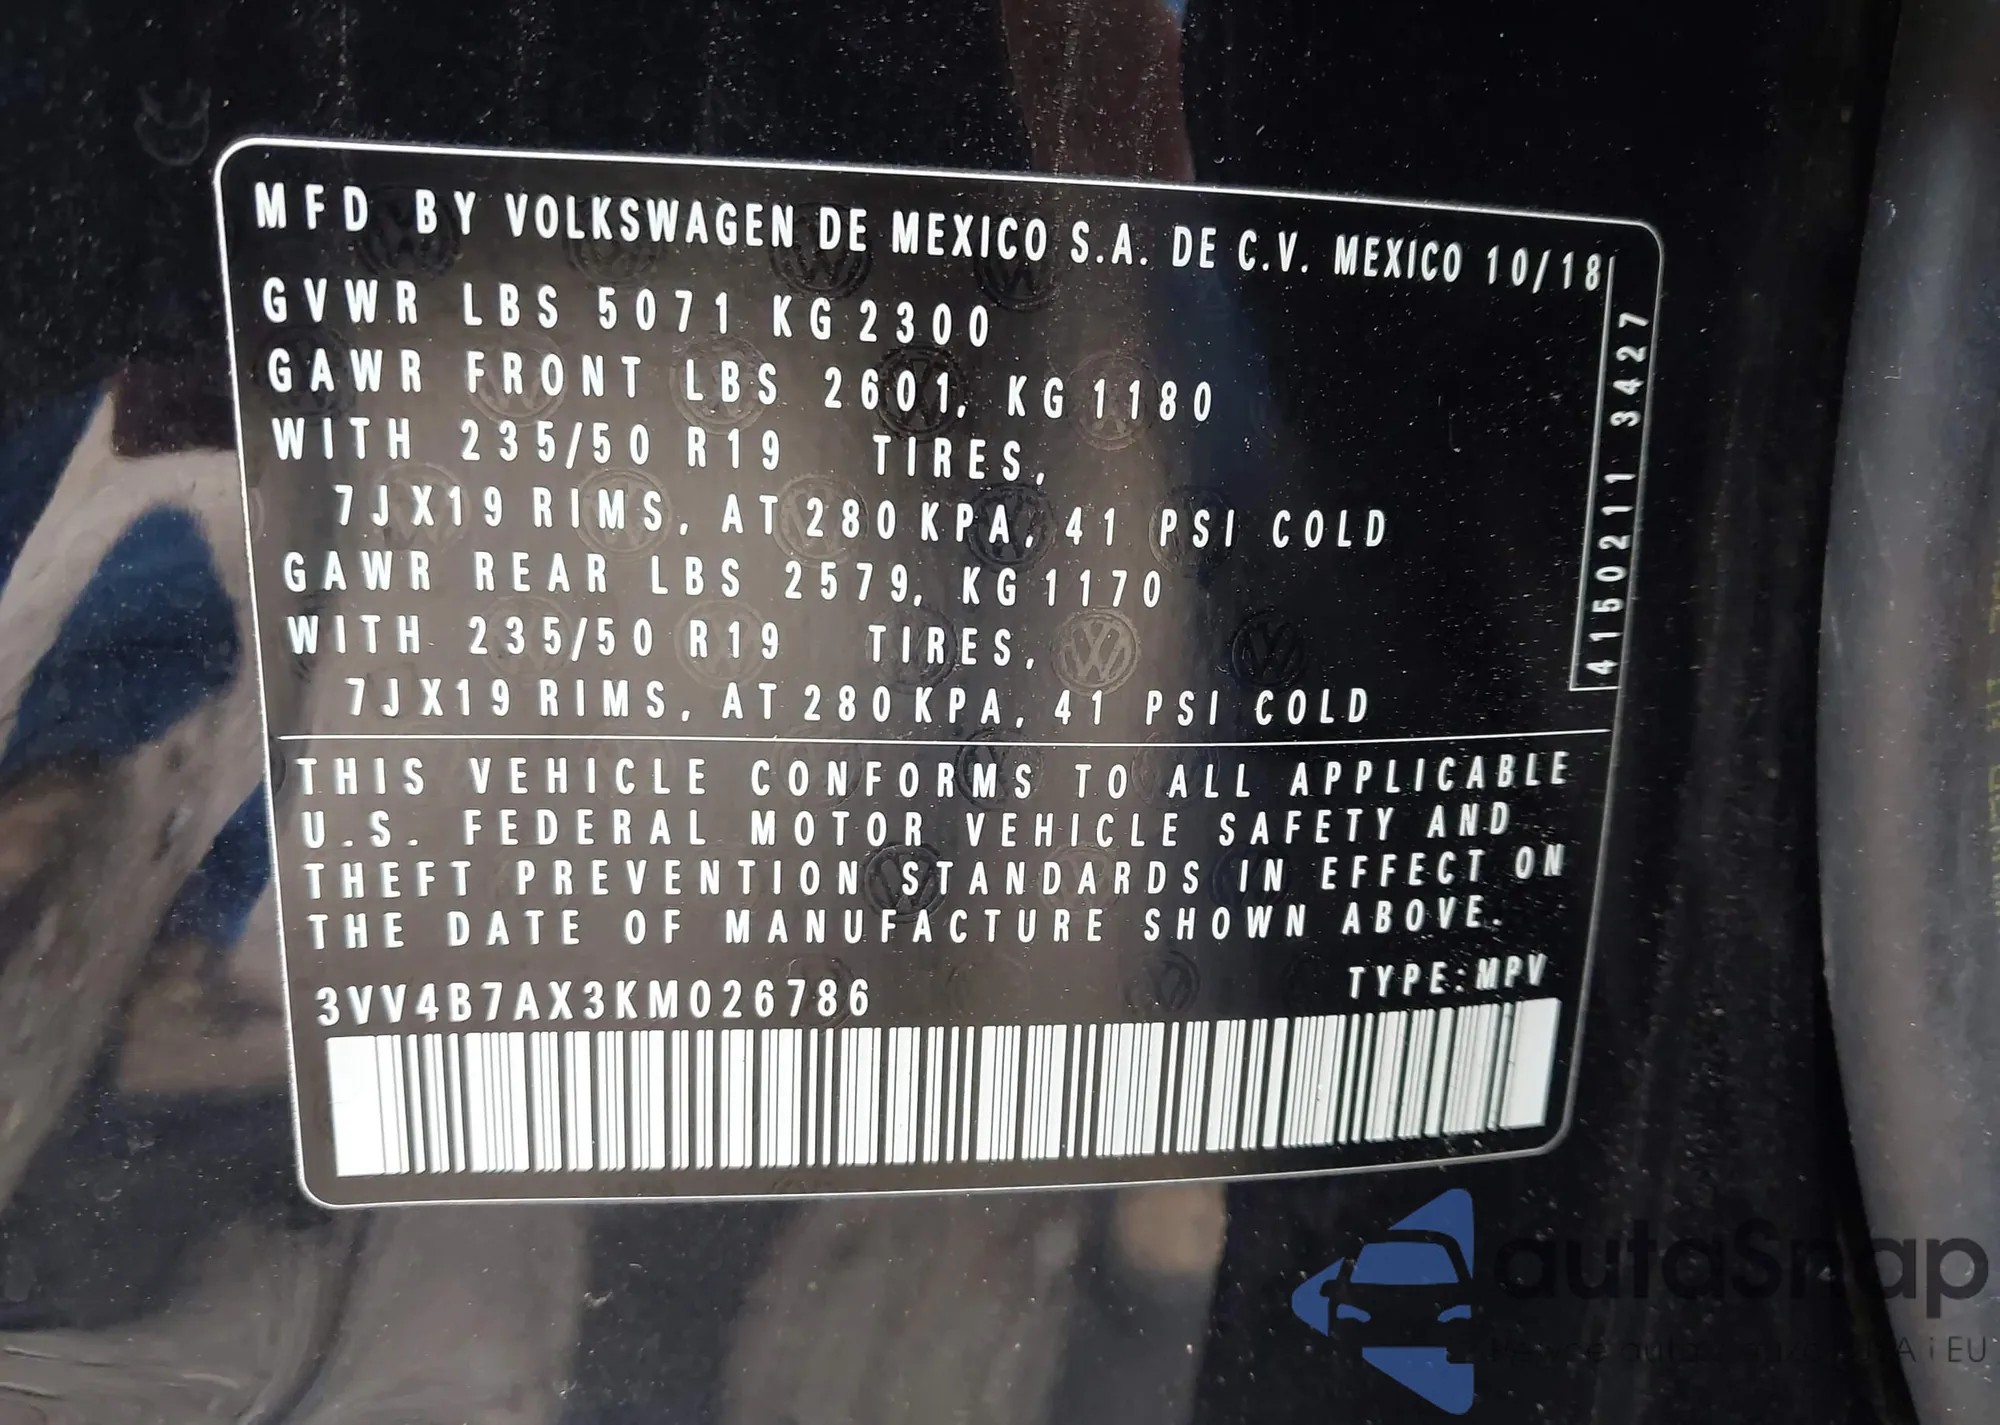 MFD BY VOLKSWAGEN DE MEXICO S.A. DE C.V. MEXICO 10/18
GVWR LBS 5071 KG 2300
GAWR FRONT LBS 2601, KG 1180
WITH 235/50 R19 TIRES,
7JX19 RIMS, AT 280 KPA, 41 PSI COLD
GAWR REAR LBS 2579, KG 1170
WITH 235/50 R19 TIRES,
7JX19 RIMS, AT 280 KPA, 41 PSI COLD
4150211 3427
THIS VEHICLE CONFORMS TO ALL APPLICABLE
U.S. FEDERAL MOTOR VEHICLE SAFETY AND
THEFT PREVENTION STANDARDS IN EFFECT ON
THE DATE OF MANUFACTURE SHOWN ABOVE.
TYPE:MPV
3VV4B7AX3KM026786
autaSnap
i EU